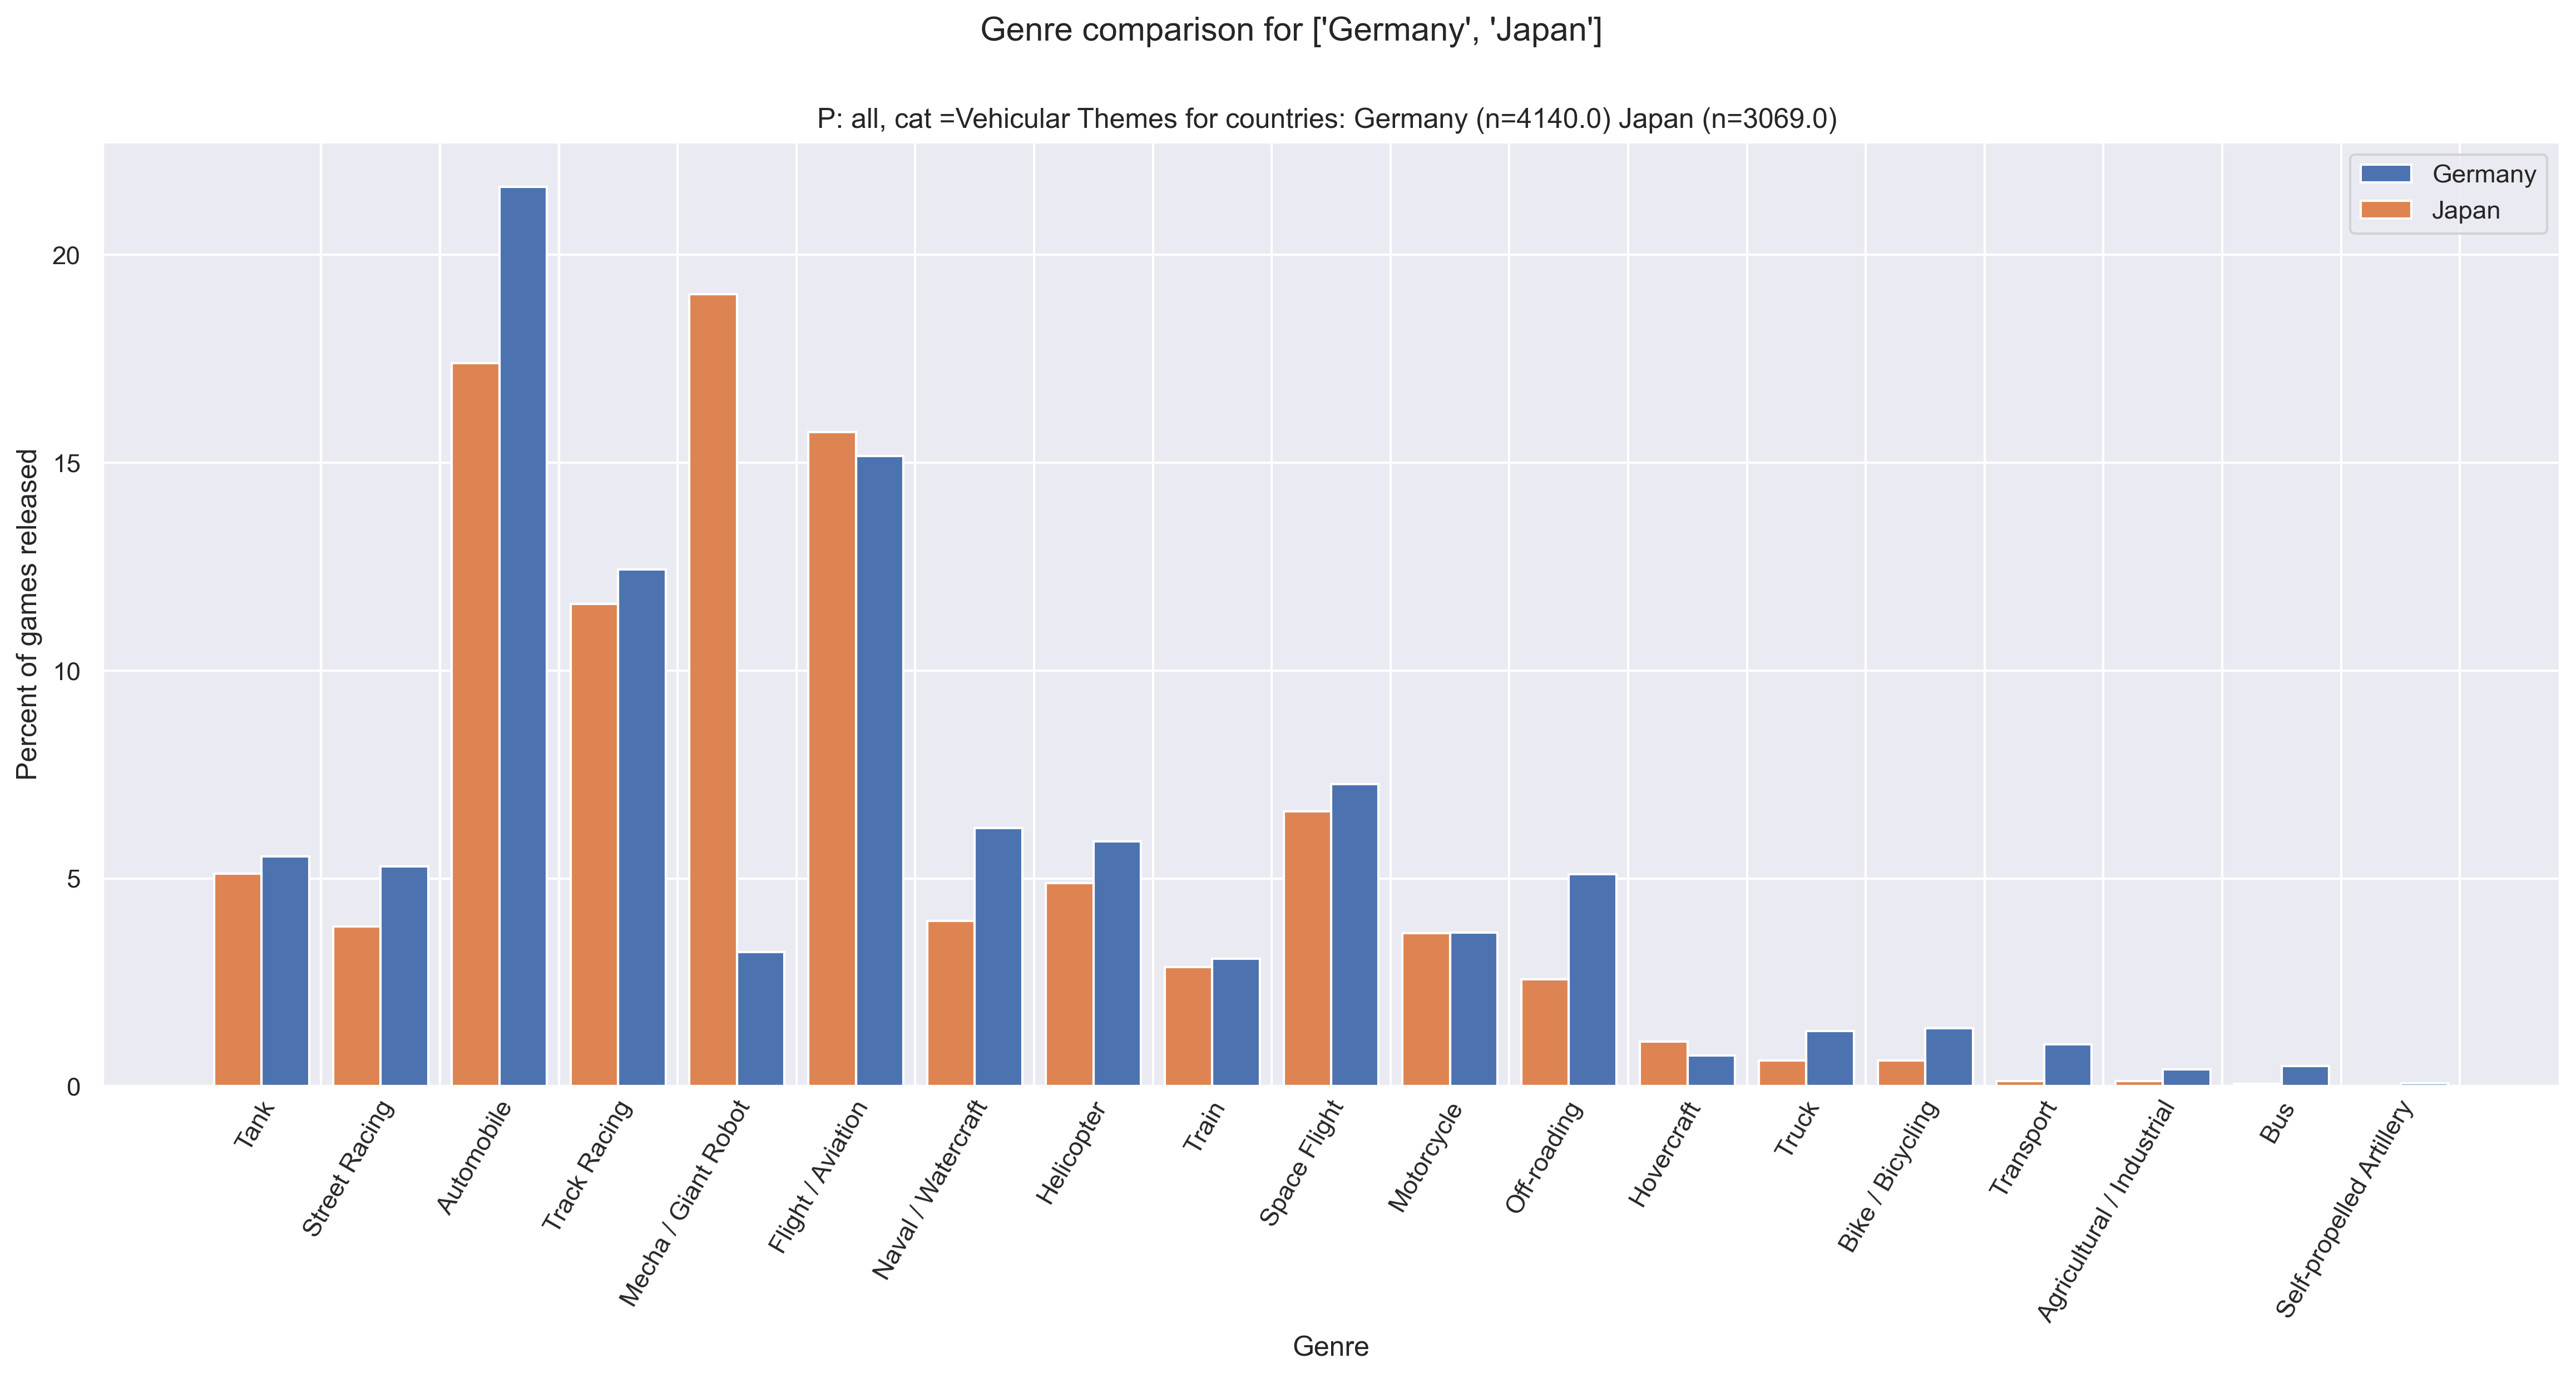 Genre comparison for ['Germany', 'Japan']
P: all, cat =Vehicular Themes for countries: Germany (n=4140.0) Japan (n=3069.0)
Germany
Japan
Percent of games released
20
15
10
5
0
Tank
Street Racing
Automobile
Track Racing
Mecha / Giant Robot
Flight / Aviation
Naval / Watercraft
Helicopter
Train
Space Flight
Motorcycle
Off-roading
Hovercraft
Truck
Bike / Bicycling
Transport
Agricultural / Industrial
Bus
Self-propelled Artillery
Genre